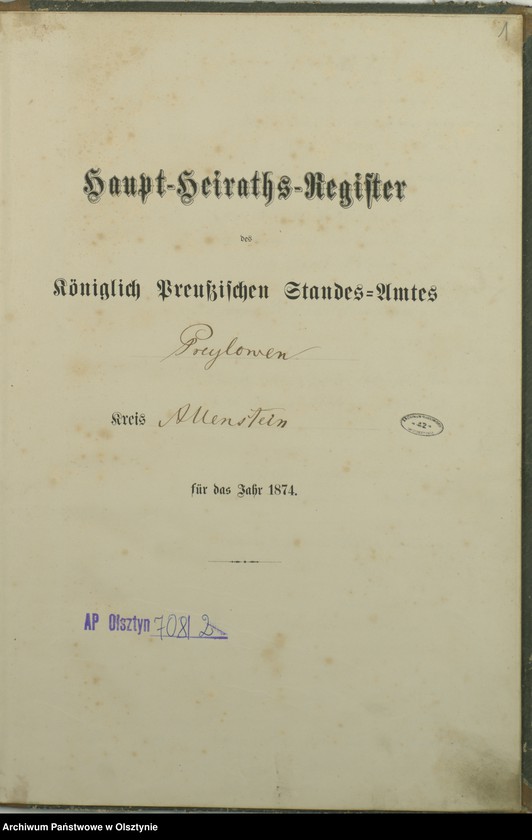 1
Haupt-Heiraths-Register
des
Königlich Preußischen Standes-Amtes
Preylowen
Kreis Allenstein
für das Jahr 1874.
AP Olsztyn 708/2
Archiwum Państwowe w Olsztynie